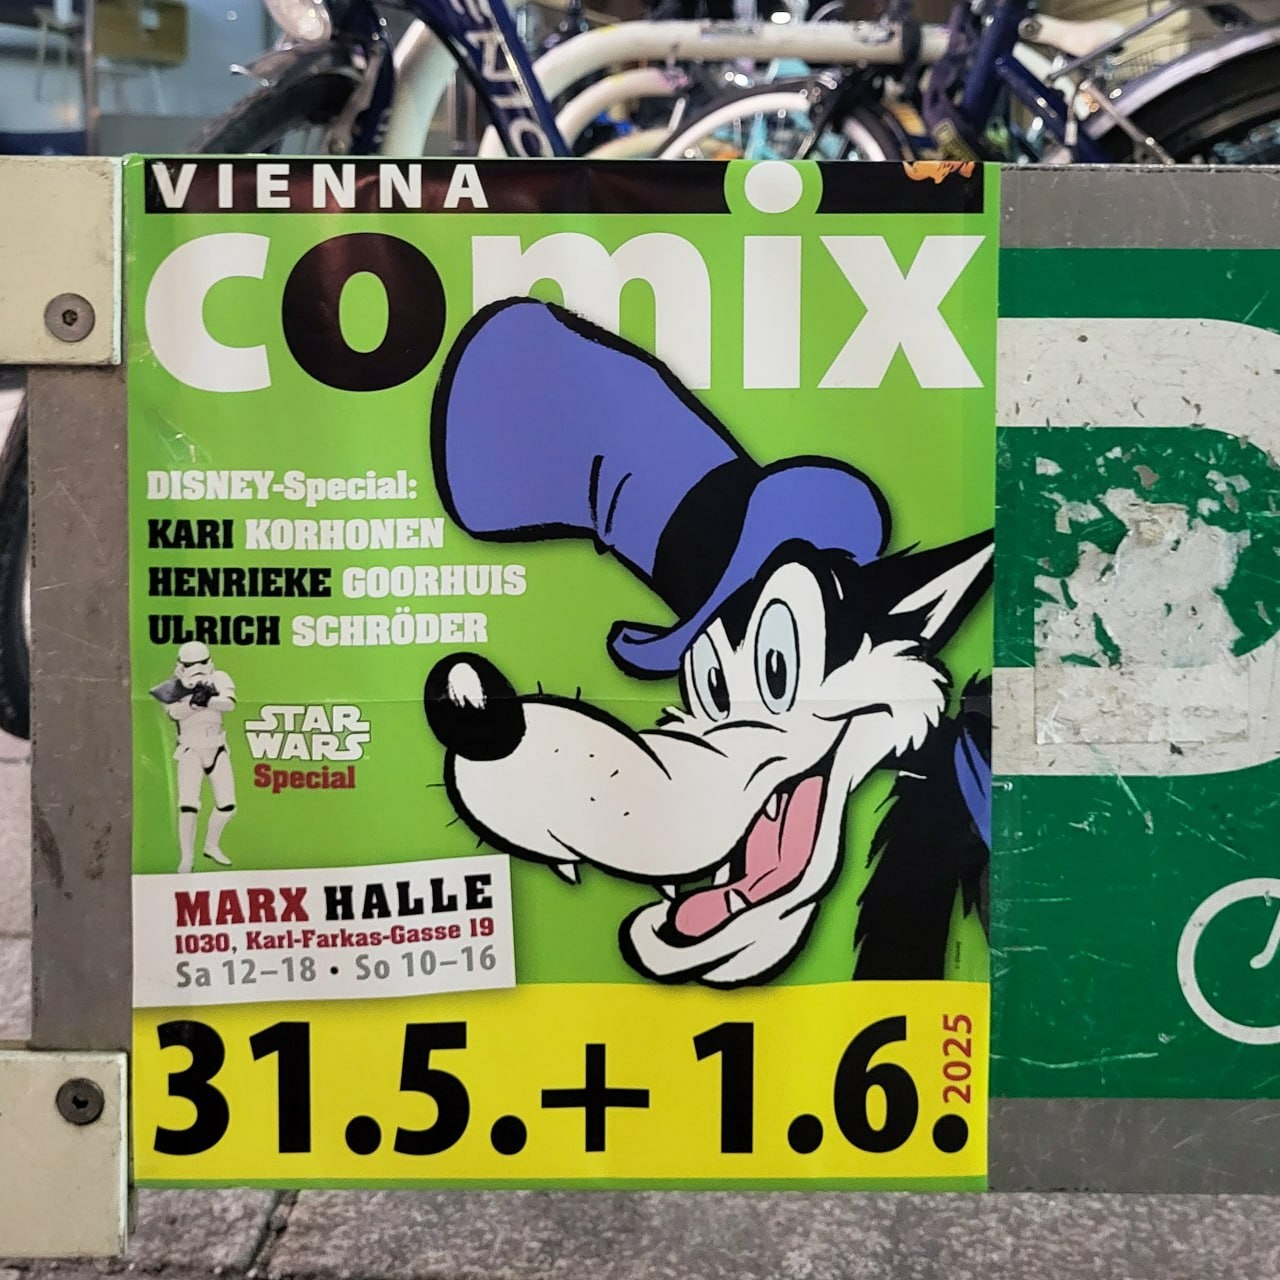 VIENNA
comix
DISNEY-Special:
KARI KORHONEN
HENRIEKE GOORHUIS
ULRICH SCHRÖDER
STAR
WARS
Special
MARX HALLE
1030, Karl-Farkas-Gasse 19
Sa 12–18 • So 10–16
31.5.+ 1.6.
2025